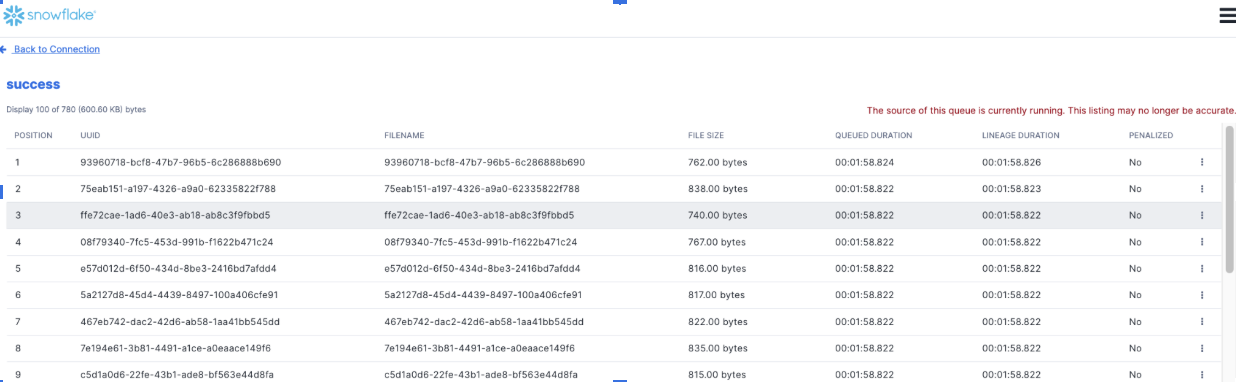 snowflake
Back to Connection
success
Display 100 of 780 (600.60 KB) bytes
The source of this queue is currently running. This listing may no longer be accurate.
POSITION UUID FILENAME FILE SIZE QUEUED DURATION LINEAGE DURATION PENALIZED
1 93960718-bcf8-47b7-96b5-6c286888b690 93960718-bcf8-47b7-96b5-6c286888b690 762.00 bytes 00:01:58.824 00:01:58.826 No
2 75eab151-a197-4326-a9a0-62335822f788 75eab151-a197-4326-a9a0-62335822f788 838.00 bytes 00:01:58.822 00:01:58.823 No
3 ffe72cae-1ad6-40e3-ab18-ab8c3f9fbbd5 ffe72cae-1ad6-40e3-ab18-ab8c3f9fbbd5 740.00 bytes 00:01:58.822 00:01:58.822 No
4 08f79340-7fc5-453d-991b-f1622b471c24 08f79340-7fc5-453d-991b-f1622b471c24 767.00 bytes 00:01:58.822 00:01:58.822 No
5 e57d012d-6f50-434d-8be3-2416bd7afdd4 e57d012d-6f50-434d-8be3-2416bd7afdd4 816.00 bytes 00:01:58.822 00:01:58.822 No
6 5a2127d8-45d4-4439-8497-100a406cfe91 5a2127d8-45d4-4439-8497-100a406cfe91 817.00 bytes 00:01:58.822 00:01:58.822 No
7 467eb742-dac2-42d6-ab58-1aa41bb545dd 467eb742-dac2-42d6-ab58-1aa41bb545dd 822.00 bytes 00:01:58.822 00:01:58.822 No
8 7e194e61-3b81-4491-a1ce-a0eaace149f6 7e194e61-3b81-4491-a1ce-a0eaace149f6 835.00 bytes 00:01:58.822 00:01:58.822 No
9 c5d1a0d6-22fe-43b1-ade8-bf563e44d8fa c5d1a0d6-22fe-43b1-ade8-bf563e44d8fa 815.00 bytes 00:01:58.822 00:01:58.822 No